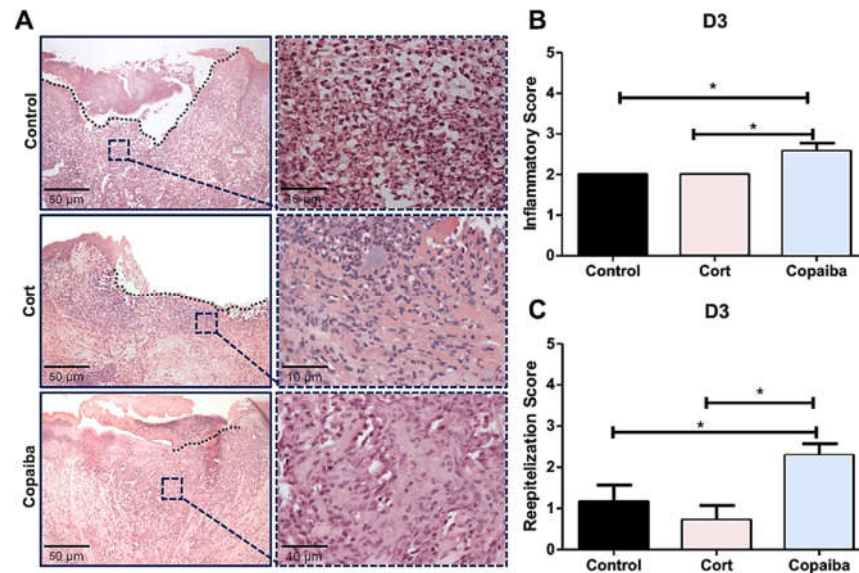 A
Control
50 µm
Cort
50 µm
10 µm
Copaiba
50 µm
10 µm
B
D3
Inflammatory Score
5
4
3
2
1
0
*
*
Control
Cort
Copaiba
C
D3
Reepitelization Score
5
4
3
2
1
0
*
*
Control
Cort
Copaiba